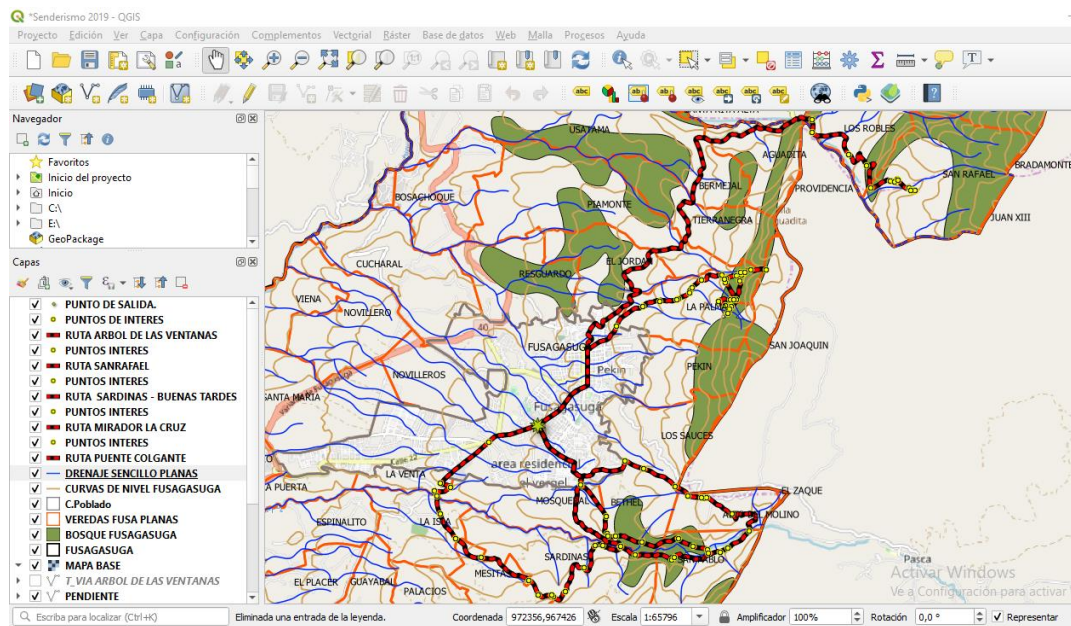 *Senderismo 2019 - QGIS
Proyecto Edición Ver Capa Configuración Complementos Vectorial Ráster Base de datos Web Malla Procesos Ayuda
Navegador
Favoritos
Inicio del proyecto
Inicio
C:\
E:\
GeoPackage
Capas
PUNTO DE SALIDA.
PUNTOS DE INTERES
RUTA ARBOL DE LAS VENTANAS
PUNTOS INTERES
RUTA SANRAFAEL
PUNTOS INTERES
RUTA SARDINAS - BUENAS TARDES
PUNTOS INTERES
RUTA MIRADOR LA CRUZ
PUNTOS INTERES
RUTA PUENTE COLGANTE
DRENAJE SENCILLO PLANAS
CURVAS DE NIVEL FUSAGASUGA
C.Poblado
VEREDAS FUSA PLANAS
BOSQUE FUSAGASUGA
FUSAGASUGA
MAPA BASE
T_VIA ARBOL DE LAS VENTANAS
PENDIENTE
USATAMA
LOS ROBLES
AGUADITA
BRADAMONTE
SAN RAFAEL
BERMEJAL
PROVIDENCIA
BOSACHOQUE
PIAMONTE
TIERRANEGRA
JUAN XIII
CUCHARAL
EL JORDAN
RESGUARDO
VIENA
NOVILLERO
LA PALMA
40
FUSAGASUG
SAN JOAQUIN
Pekín
PEKIN
NOVILLEROS
SANTA MARIA
Fusagasugá
LOS SAUCES
Calle 22
area residencial
el vergel
LA VENTA
A PUERTA
MOSQUERAL
BETHEL
EL ZAQUE
ESPINALITO
LA ISLA
MOLINO
SARDINAS
SAN PABLO
Pasca
MESITAS
EL PLACER
GUAYABAL
PALACIOS
Activar Windows
Ve a Configuración para activar
Escriba para localizar (Ctrl+K)
Eliminada una entrada de la leyenda.
Coordenada 972356,967426
Escala 1:65796
Amplificador 100%
Rotación 0,0 °
Representar